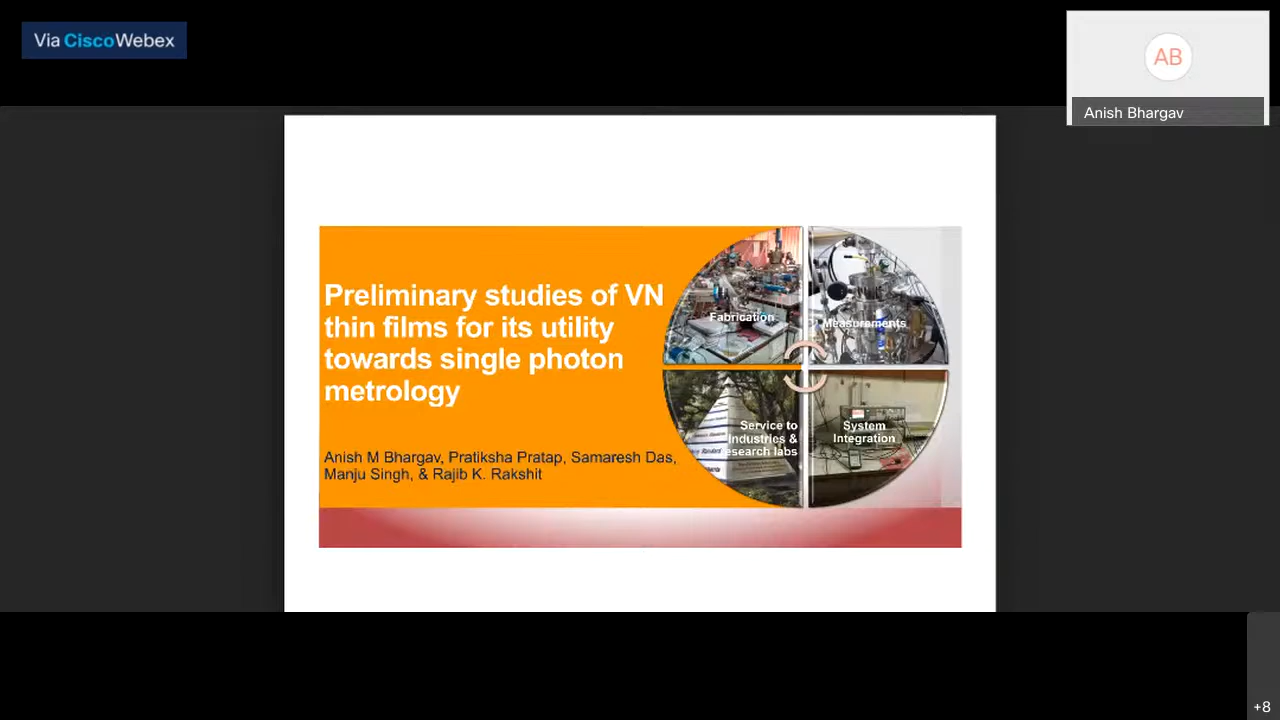 Via CiscoWebex
AB
Anish Bhargav
Preliminary studies of VN
thin films for its utility
towards single photon
metrology
Anish M Bhargav, Pratiksha Pratap, Samaresh Das,
Manju Singh, & Rajib K. Rakshit
Fabrication
Measurements
Service to
Industries &
esearch labs
System
Integration
+8